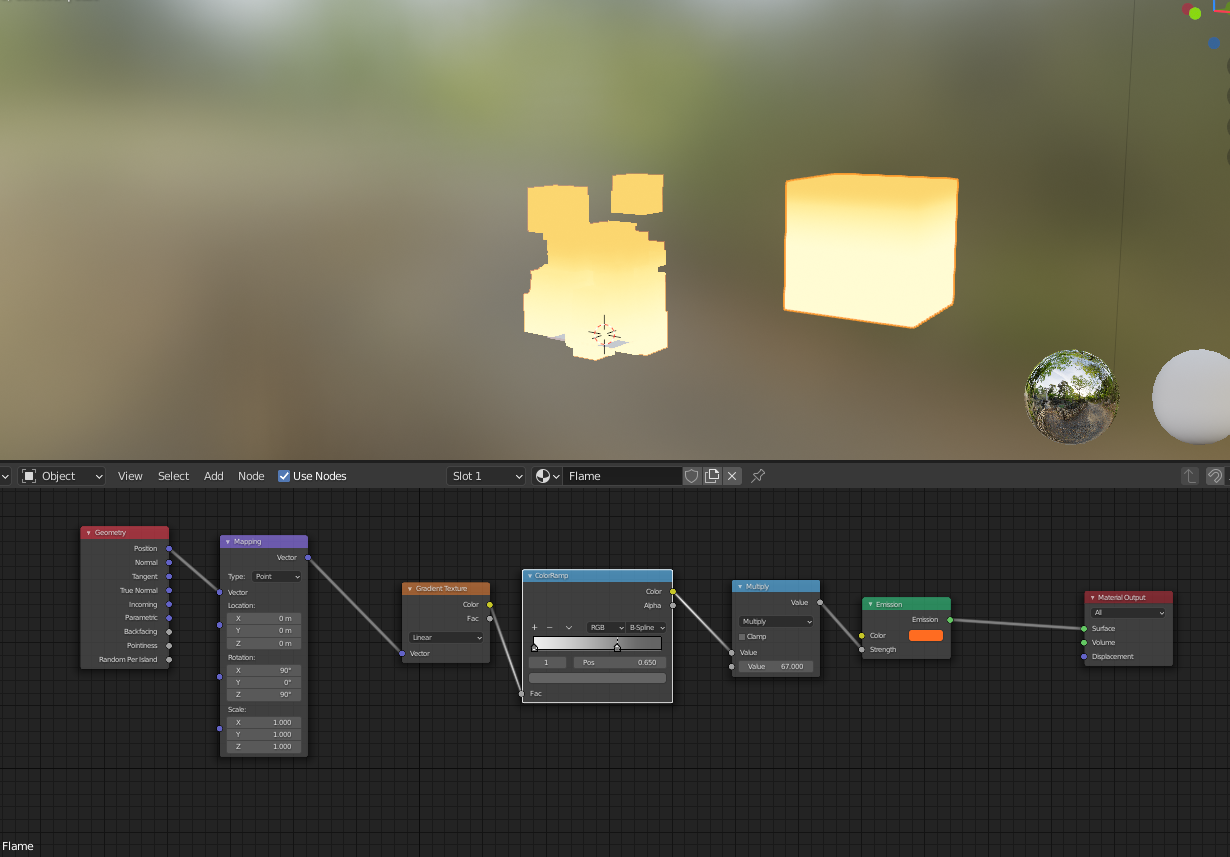 Object
View
Select
Add
Node
Use Nodes
Slot 1
Flame
Geometry
Position
Normal
Tangent
True Normal
Incoming
Parametric
Backfacing
Pointiness
Random Per Island
Mapping
Vector
Type: Point
Vector
Location:
X 0 m
Y 0 m
Z 0 m
Rotation:
X 90°
Y 0°
Z 90°
Scale:
X 1.000
Y 1.000
Z 1.000
Gradient Texture
Color
Fac
Linear
Vector
ColorRamp
Color
Alpha
+ − RGB B-Spline
1 Pos 0.650
Fac
Multiply
Value
Multiply
Clamp
Value
Value 67.000
Emission
Emission
Color
Strength
Material Output
All
Surface
Volume
Displacement
Flame